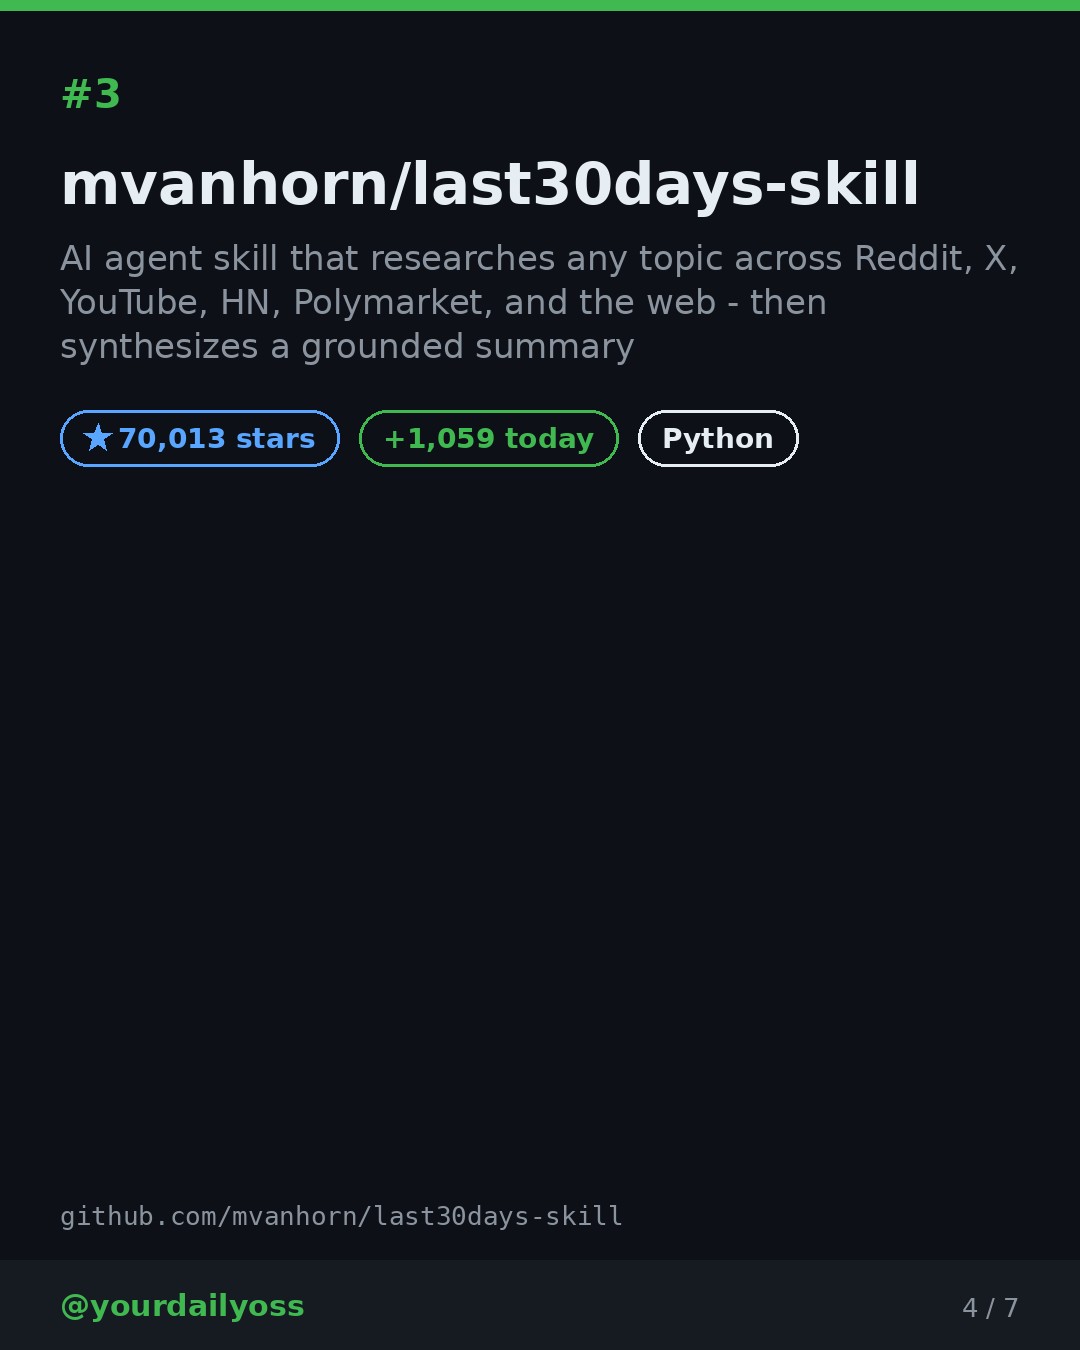 #3
mvanhorn/last30days-skill
AI agent skill that researches any topic across Reddit, X,
YouTube, HN, Polymarket, and the web - then
synthesizes a grounded summary
★ 70,013 stars
+1,059 today
Python
github.com/mvanhorn/last30days-skill
@yourdailyoss
4 / 7